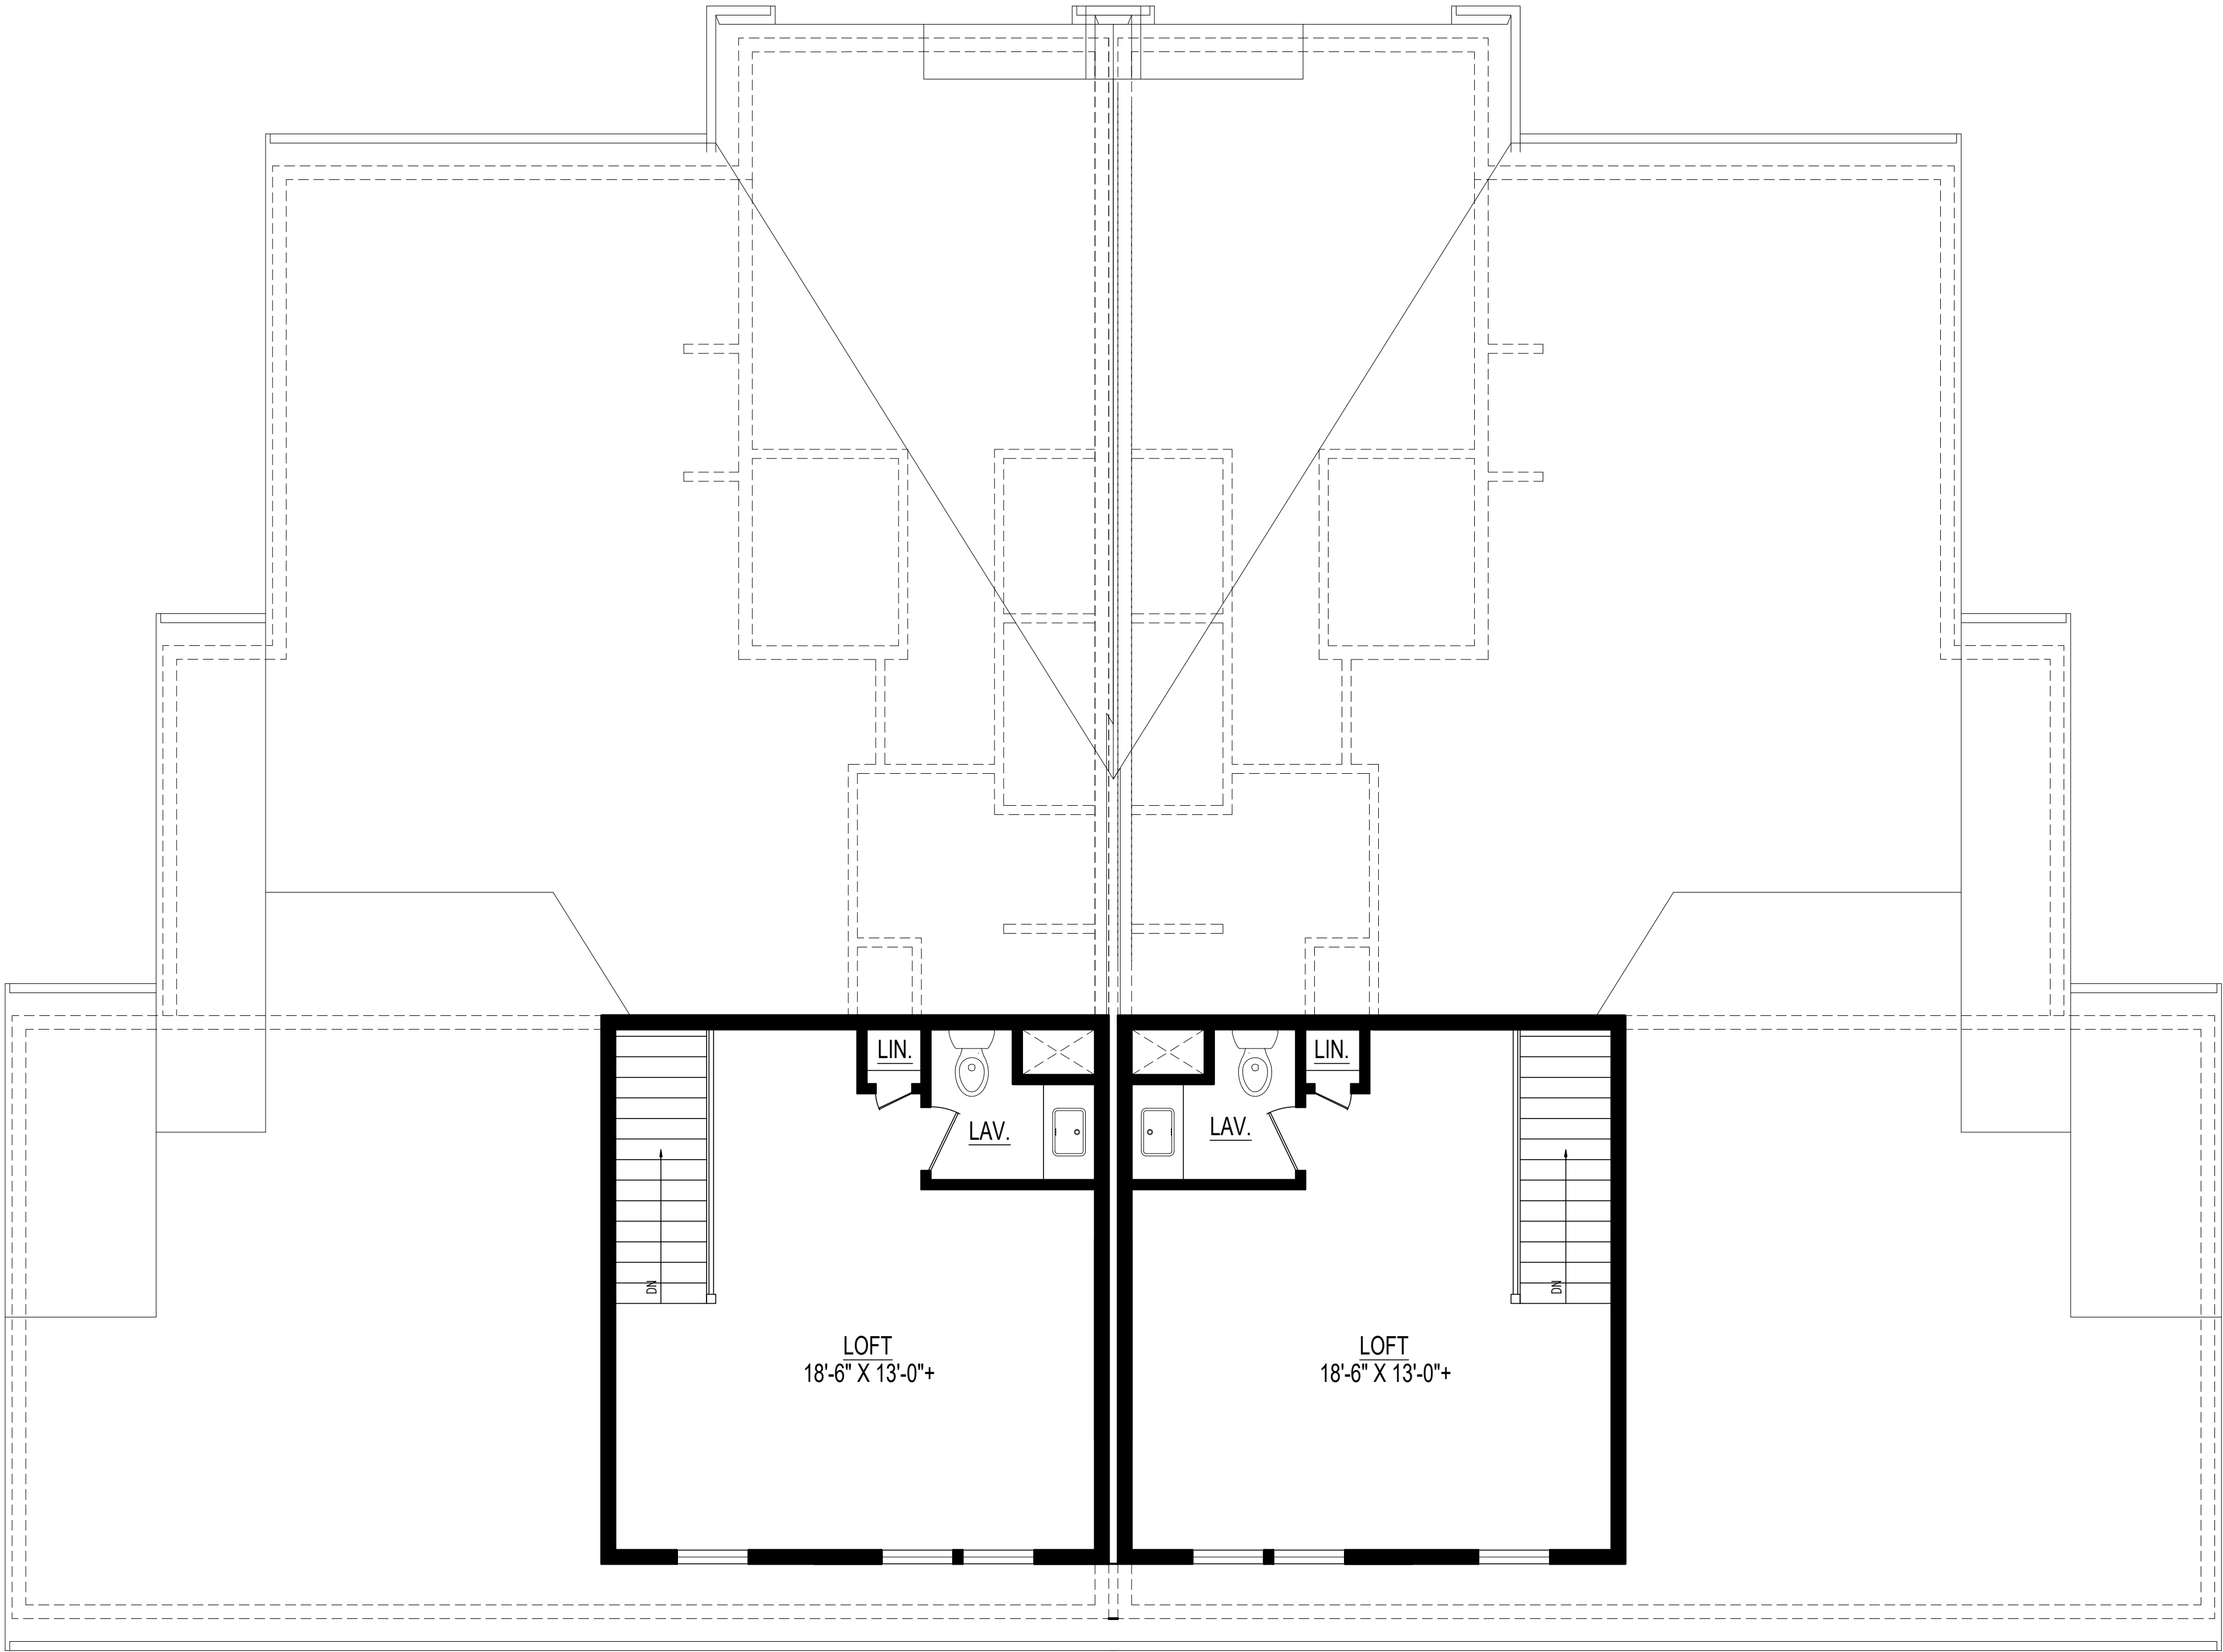 LIN.
LIN.
LAV.
LAV.
DN
DN
LOFT
18'-6" X 13'-0"+
LOFT
18'-6" X 13'-0"+